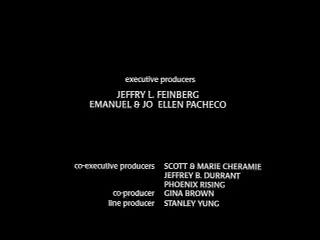 executive producers
JEFFRY L. FEINBERG
EMANUEL & JO ELLEN PACHECO
co-executive producers SCOTT & MARIE CHERAMIE
JEFFREY B. DURRANT
PHOENIX RISING
co-producer GINA BROWN
line producer STANLEY YUNG